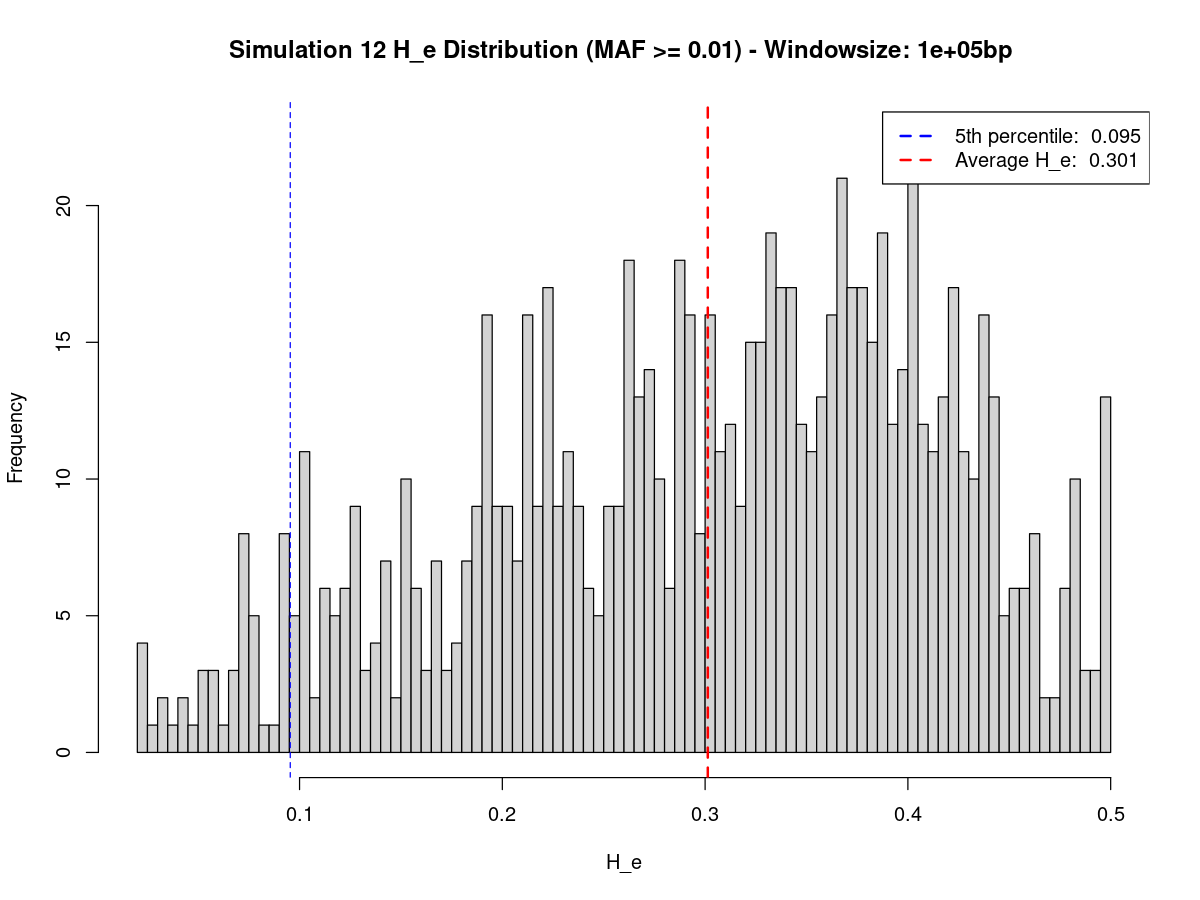 Simulation 12 H_e Distribution (MAF >= 0.01) - Windowsize: 1e+05bp
5th percentile: 0.095
Average H_e: 0.301
Frequency
20
15
10
5
0
0.1 0.2 0.3 0.4 0.5
H_e